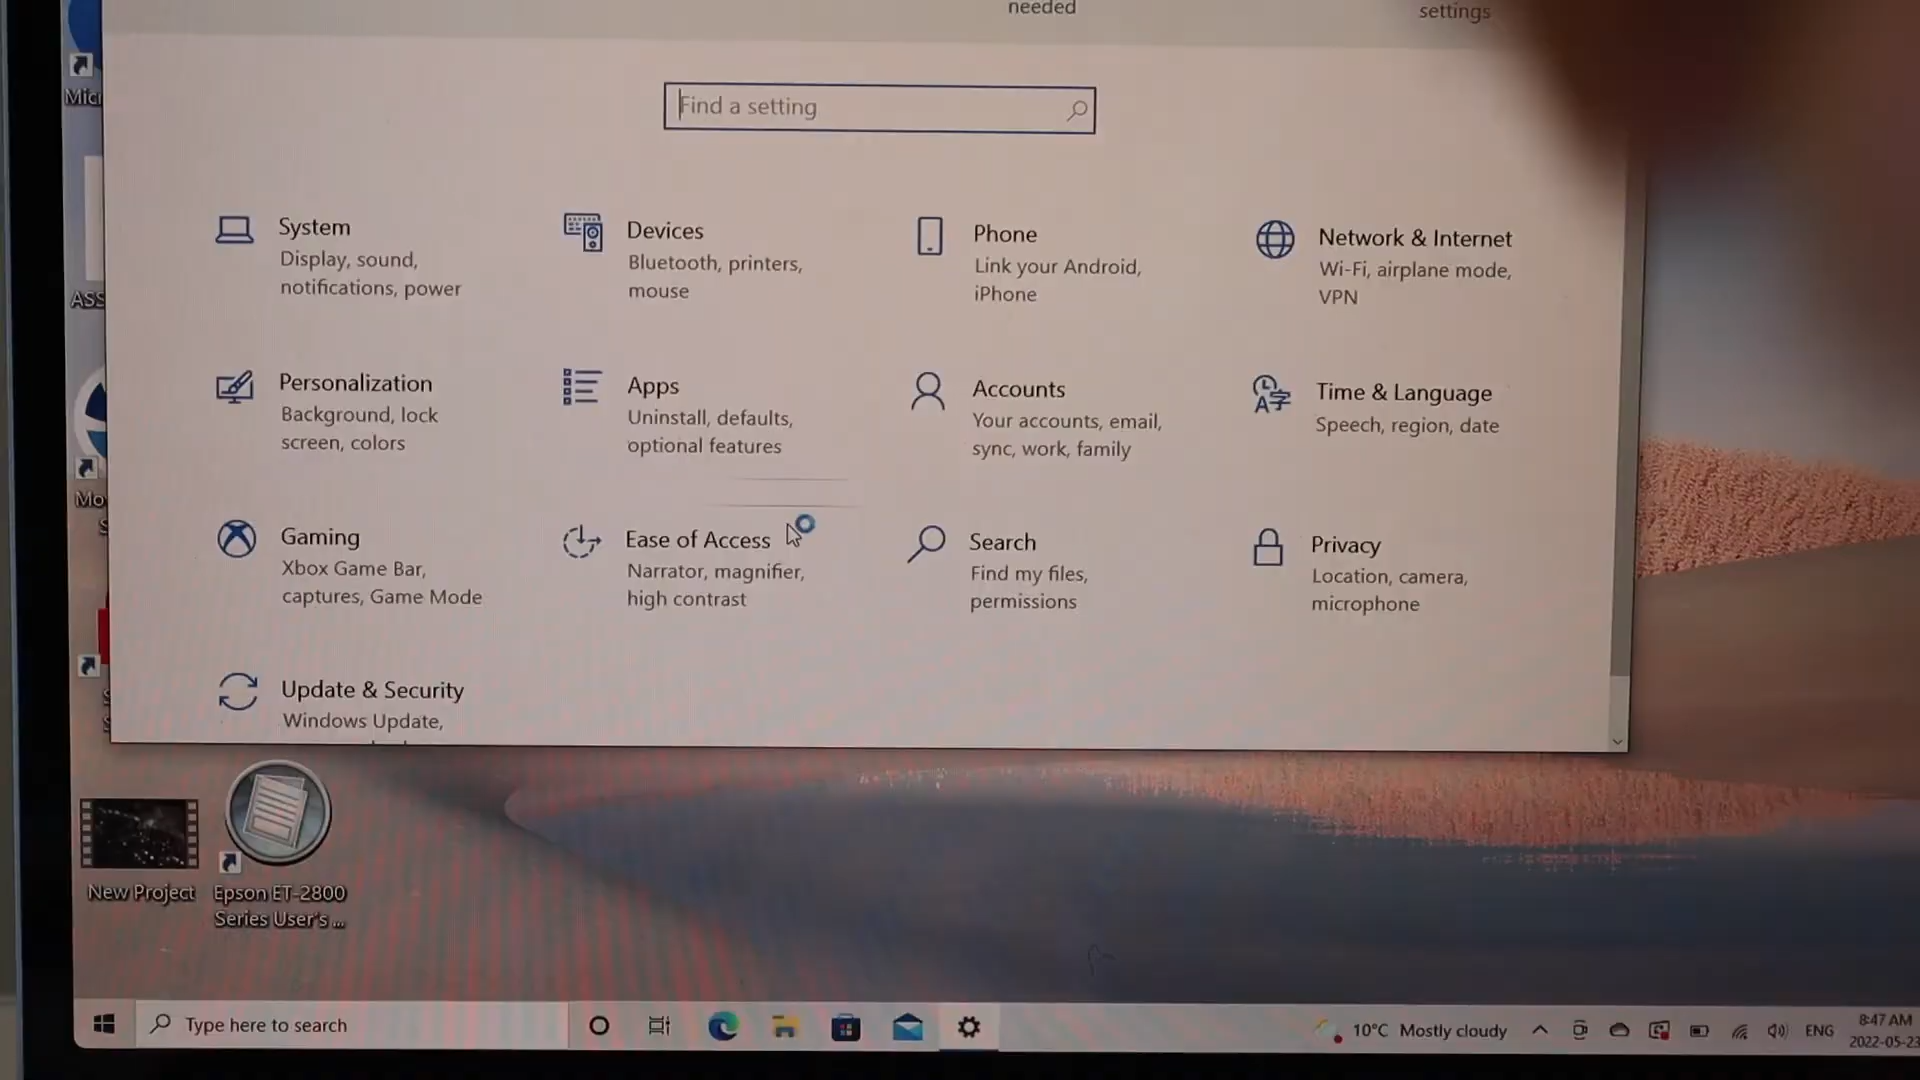 needed
settings
Find a setting
System
Display, sound,
notifications, power
Devices
Bluetooth, printers,
mouse
Phone
Link your Android,
iPhone
Network & Internet
Wi-Fi, airplane mode,
VPN
Personalization
Background, lock
screen, colors
Apps
Uninstall, defaults,
optional features
Accounts
Your accounts, email,
sync, work, family
Time & Language
Speech, region, date
Gaming
Xbox Game Bar,
captures, Game Mode
Ease of Access
Narrator, magnifier,
high contrast
Search
Find my files,
permissions
Privacy
Location, camera,
microphone
Update & Security
Windows Update,
Micr
ASS
Mo
New Project
Epson ET-2800
Series User's ...
Type here to search
10°C Mostly cloudy
ENG
8:47 AM
2022-05-23